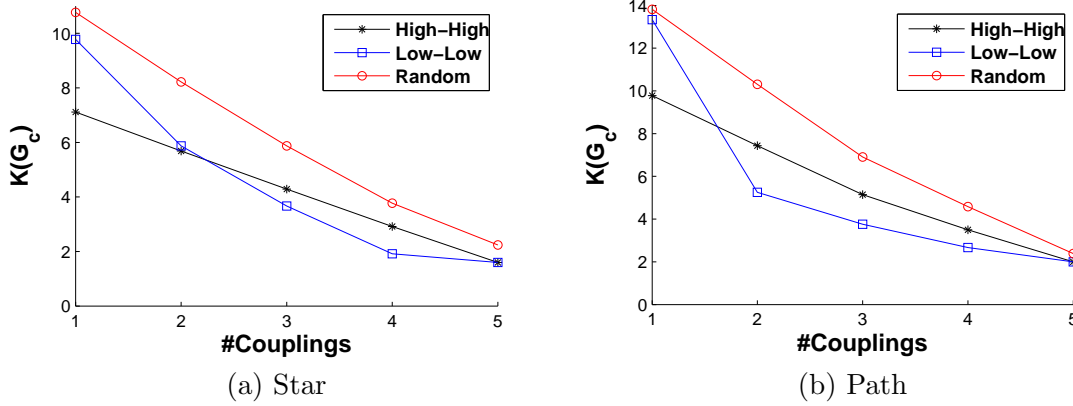 High−High
Low−Low
Random
K(G_c)
10
8
6
4
2
0
1 2 3 4 5
#Couplings
(a) Star
High−High
Low−Low
Random
K(G_c)
14
12
10
8
6
4
2
0
1 2 3 4 5
#Couplings
(b) Path